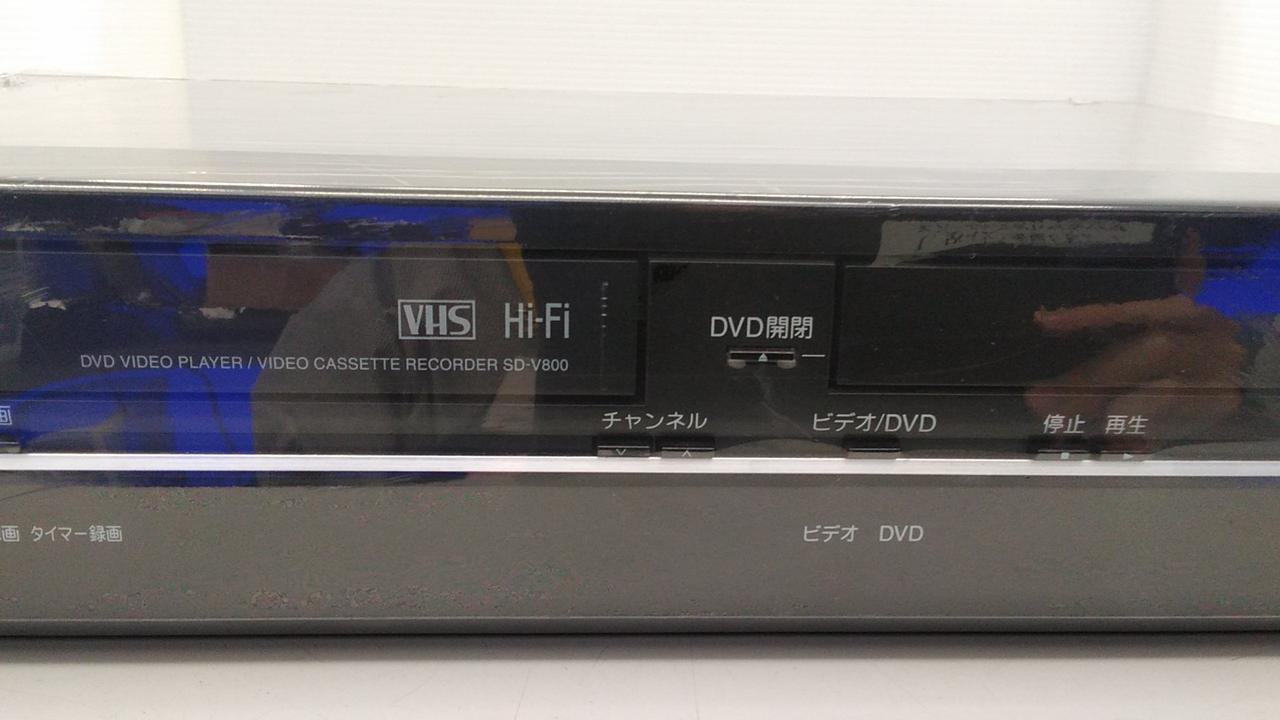 VHS Hi-Fi
DVD VIDEO PLAYER / VIDEO CASSETTE RECORDER SD-V800
DVD開閉
画
チャンネル
ビデオ/DVD
停止 再生
画 タイマー録画
ビデオ DVD